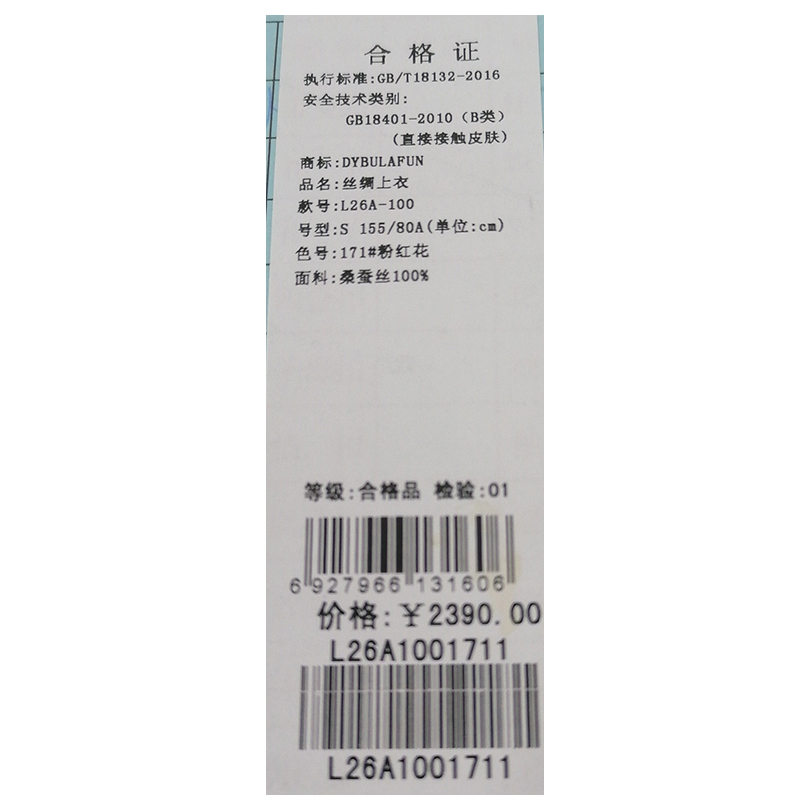 合格证
执行标准:GB/T18132-2016
安全技术类别:
GB18401-2010（B类）
(直接接触皮肤)
商标:DYBULAFUN
品名:丝绸上衣
款号:L26A-100
号型:S 155/80A(单位:cm)
色号:171#粉红花
面料:桑蚕丝100%
等级:合格品 检验:01
6 927966 131606
价格:￥2390.00
L26A1001711
L26A1001711